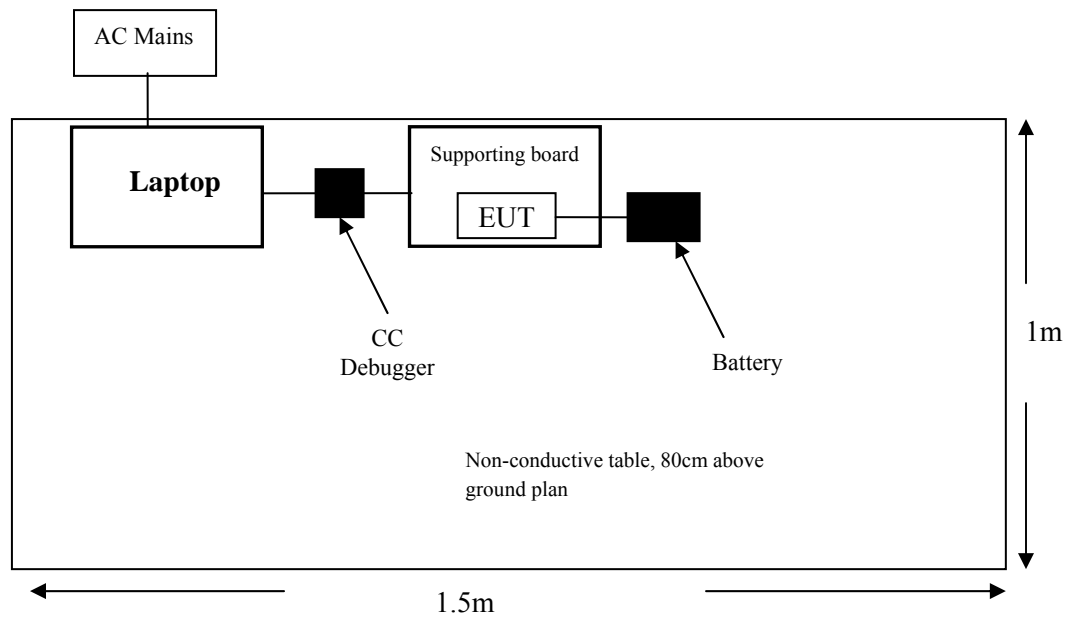 AC Mains
Laptop
Supporting board
EUT
CC
Debugger
Battery
1m
Non-conductive table, 80cm above
ground plan
1.5m